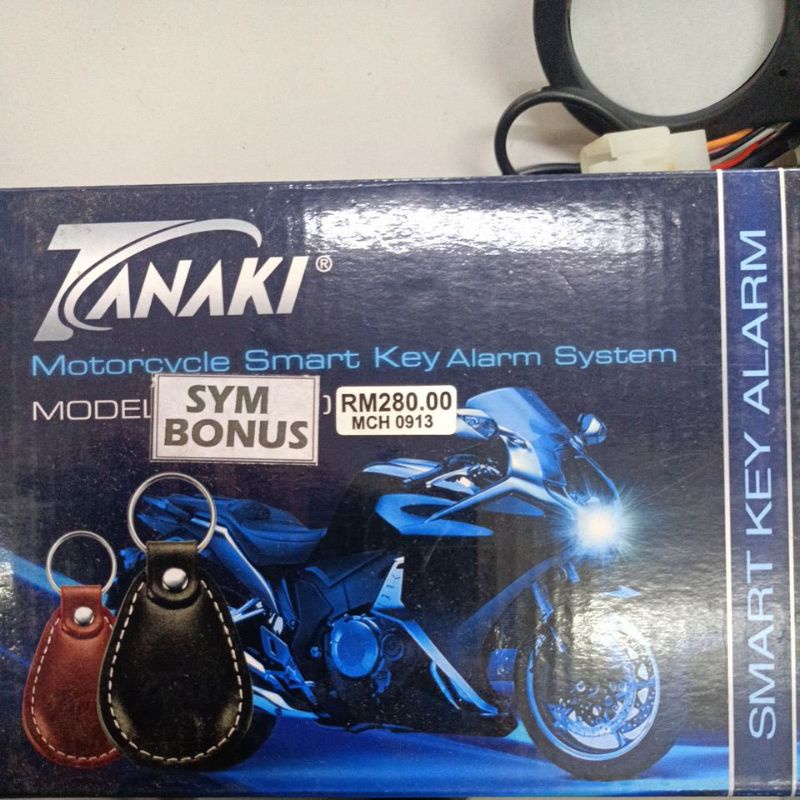 TANAKI®
Motorcycle Smart Key Alarm System
MODEL
SYM
BONUS
RM280.00
MCH 0913
SMART KEY ALARM